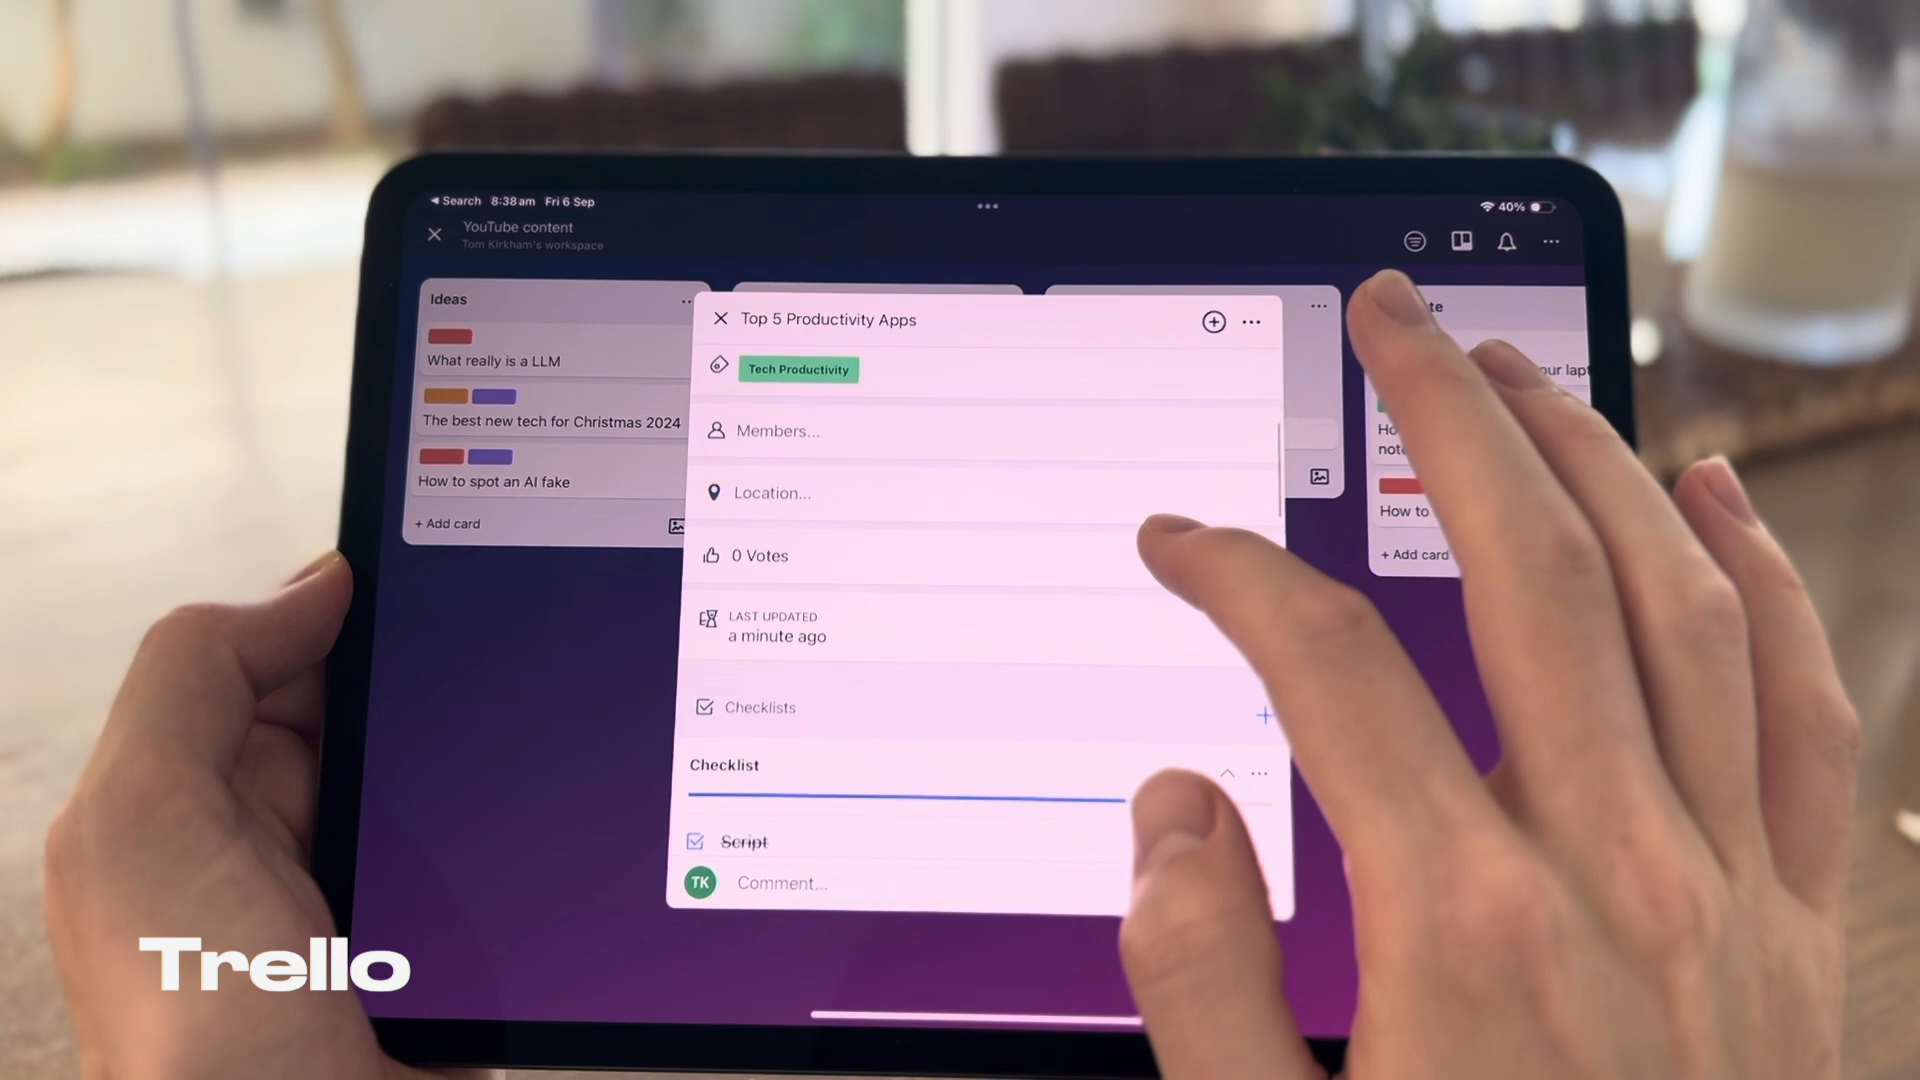 Search 8:38am Fri 6 Sep
40%
YouTube content
Tom Kirkham's workspace
Ideas
What really is a LLM
The best new tech for Christmas 2024
How to spot an AI fake
+ Add card
Top 5 Productivity Apps
Tech Productivity
Members...
Location...
0 Votes
LAST UPDATED
a minute ago
Checklists
Checklist
Script
TK
Comment...
How to
+ Add card
Trello